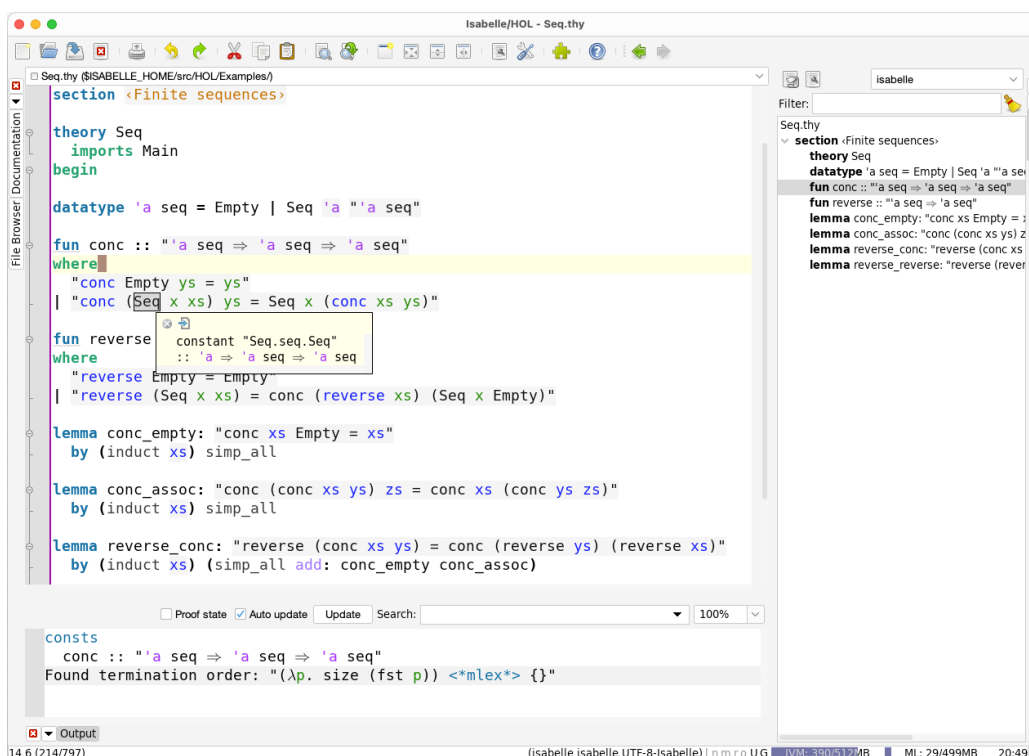 Isabelle/HOL - Seq.thy
Seq.thy ($ISABELLE_HOME/src/HOL/Examples/)
isabelle
Filter:
File Browser
Documentation
section ‹Finite sequences›
theory Seq
imports Main
begin
datatype 'a seq = Empty | Seq 'a "'a seq"
fun conc :: "'a seq ⇒ 'a seq ⇒ 'a seq"
where
"conc Empty ys = ys"
| "conc (Seq x xs) ys = Seq x (conc xs ys)"
constant "Seq.seq.Seq"
:: 'a ⇒ 'a seq ⇒ 'a seq
fun reverse
where
"reverse Empty = Empty"
| "reverse (Seq x xs) = conc (reverse xs) (Seq x Empty)"
lemma conc_empty: "conc xs Empty = xs"
by (induct xs) simp_all
lemma conc_assoc: "conc (conc xs ys) zs = conc xs (conc ys zs)"
by (induct xs) simp_all
lemma reverse_conc: "reverse (conc xs ys) = conc (reverse ys) (reverse xs)"
by (induct xs) (simp_all add: conc_empty conc_assoc)
Seq.thy
section ‹Finite sequences›
theory Seq
datatype 'a seq = Empty | Seq 'a "'a se
fun conc :: "'a seq ⇒ 'a seq ⇒ 'a seq"
fun reverse :: "'a seq ⇒ 'a seq"
lemma conc_empty: "conc xs Empty =
lemma conc_assoc: "conc (conc xs ys) z
lemma reverse_conc: "reverse (conc xs
lemma reverse_reverse: "reverse (rever
Proof state Auto update Update Search: 100%
consts
conc :: "'a seq ⇒ 'a seq ⇒ 'a seq"
Found termination order: "(λp. size (fst p)) <*mlex*> {}"
Output
14,6 (214/797) (isabelle,isabelle,UTF-8-Isabelle) | n m r o U G JVM: 390/512MB ML: 29/499MB 20:49